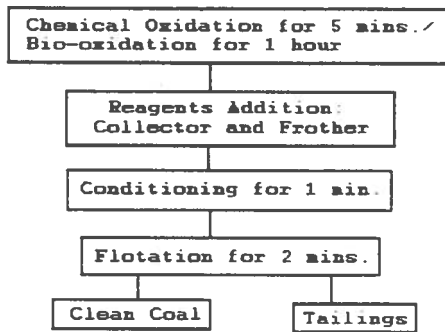 Chemical Oxidation for 5 mins./
Bio-oxidation for 1 hour
Reagents Addition:
Collector and Frother
Conditioning for 1 min.
Flotation for 2 mins.
Clean Coal
Tailings